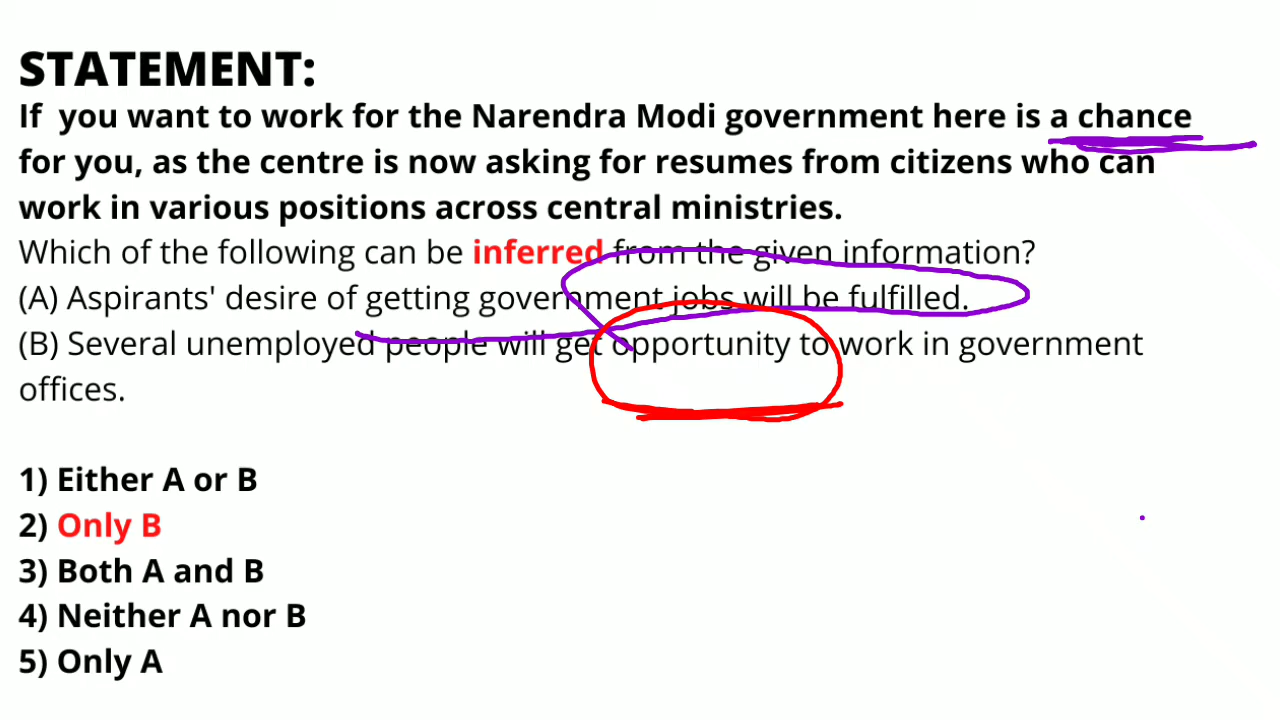 STATEMENT:
If you want to work for the Narendra Modi government here is a chance
for you, as the centre is now asking for resumes from citizens who can
work in various positions across central ministries.
Which of the following can be inferred from the given information?
(A) Aspirants' desire of getting government jobs will be fulfilled.
(B) Several unemployed people will get opportunity to work in government
offices.
1) Either A or B
2) Only B
3) Both A and B
4) Neither A nor B
5) Only A